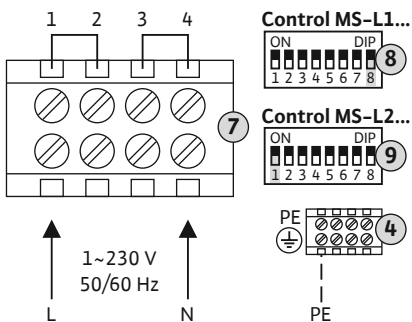 1 2 3 4
7
1~230 V
50/60 Hz
L N
Control MS-L1...
ON DIP
1 2 3 4 5 6 7 8
8
Control MS-L2...
ON DIP
1 2 3 4 5 6 7 8
9
PE
4
PE